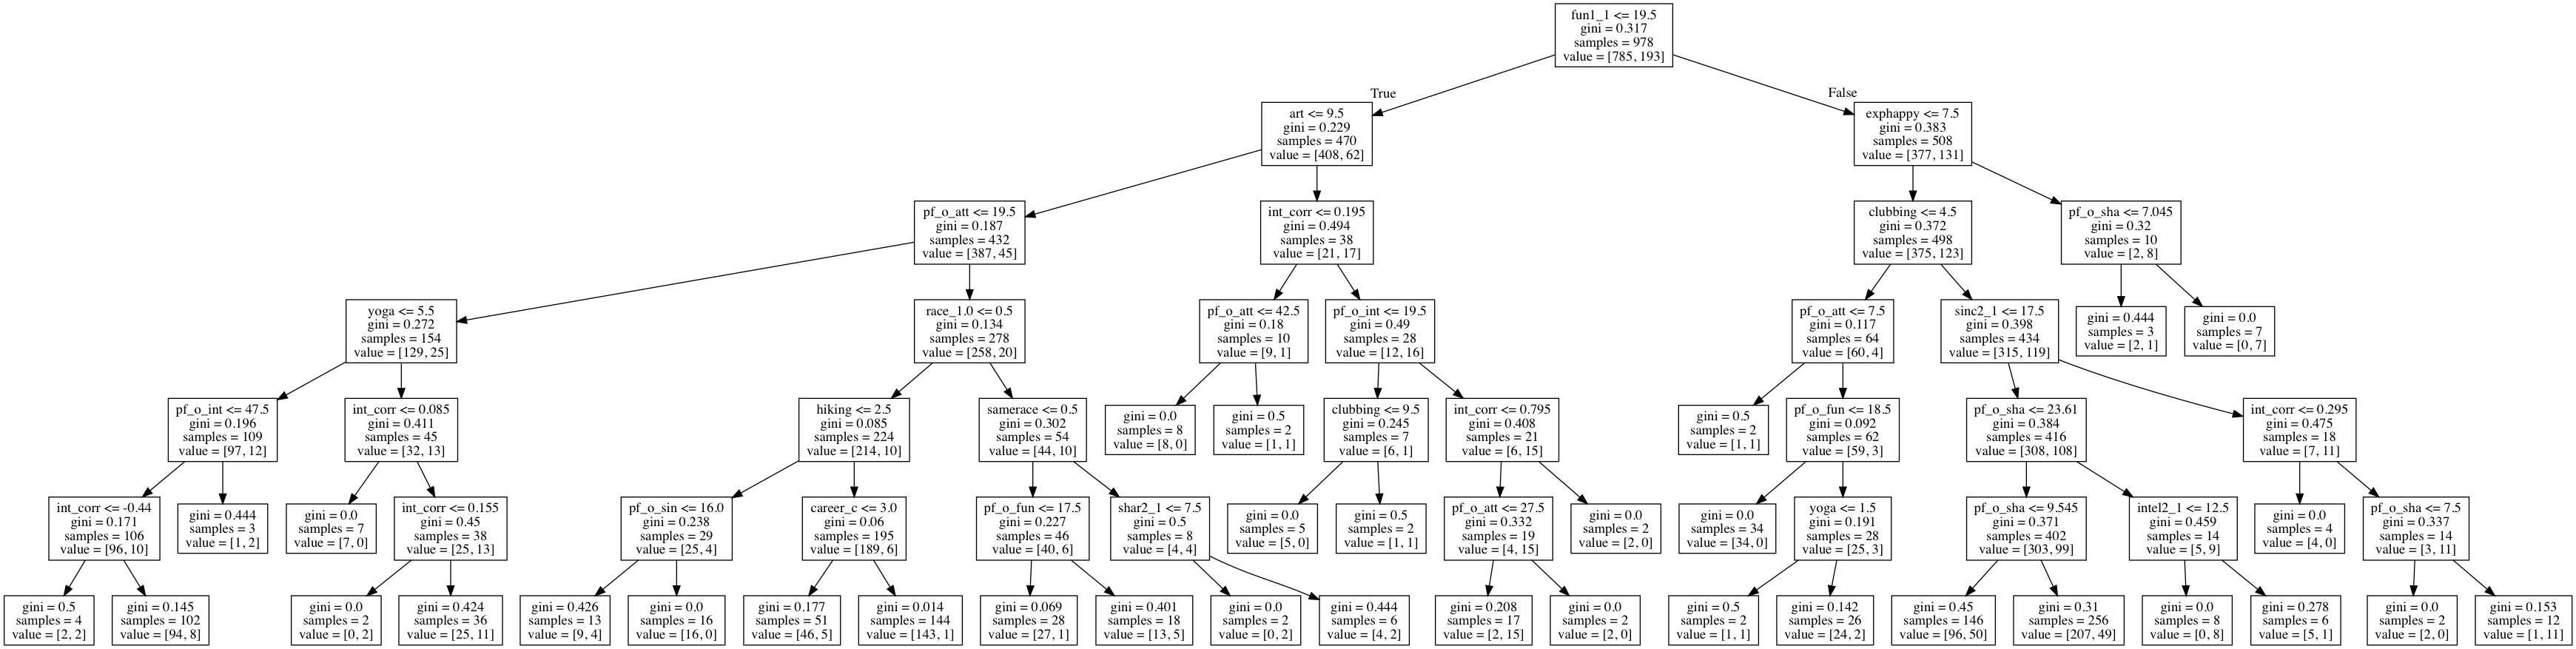 fun1_1 <= 19.5
gini = 0.317
samples = 978
value = [785, 193]
True
False
art <= 9.5
gini = 0.229
samples = 470
value = [408, 62]
exphappy <= 7.5
gini = 0.383
samples = 508
value = [377, 131]
pf_o_att <= 19.5
gini = 0.187
samples = 432
value = [387, 45]
int_corr <= 0.195
gini = 0.494
samples = 38
value = [21, 17]
clubbing <= 4.5
gini = 0.372
samples = 498
value = [375, 123]
pf_o_sha <= 7.045
gini = 0.32
samples = 10
value = [2, 8]
yoga <= 5.5
gini = 0.272
samples = 154
value = [129, 25]
race_1.0 <= 0.5
gini = 0.134
samples = 278
value = [258, 20]
pf_o_att <= 42.5
gini = 0.18
samples = 10
value = [9, 1]
pf_o_int <= 19.5
gini = 0.49
samples = 28
value = [12, 16]
pf_o_att <= 7.5
gini = 0.117
samples = 64
value = [60, 4]
sinc2_1 <= 17.5
gini = 0.398
samples = 434
value = [315, 119]
gini = 0.444
samples = 3
value = [2, 1]
gini = 0.0
samples = 7
value = [0, 7]
pf_o_int <= 47.5
gini = 0.196
samples = 109
value = [97, 12]
int_corr <= 0.085
gini = 0.411
samples = 45
value = [32, 13]
hiking <= 2.5
gini = 0.085
samples = 224
value = [214, 10]
samerace <= 0.5
gini = 0.302
samples = 54
value = [44, 10]
gini = 0.0
samples = 8
value = [8, 0]
gini = 0.5
samples = 2
value = [1, 1]
clubbing <= 9.5
gini = 0.245
samples = 7
value = [6, 1]
int_corr <= 0.795
gini = 0.408
samples = 21
value = [6, 15]
gini = 0.5
samples = 2
value = [1, 1]
pf_o_fun <= 18.5
gini = 0.092
samples = 62
value = [59, 3]
pf_o_sha <= 23.61
gini = 0.384
samples = 416
value = [308, 108]
int_corr <= 0.295
gini = 0.475
samples = 18
value = [7, 11]
int_corr <= -0.44
gini = 0.171
samples = 106
value = [96, 10]
gini = 0.444
samples = 3
value = [1, 2]
gini = 0.0
samples = 7
value = [7, 0]
int_corr <= 0.155
gini = 0.45
samples = 38
value = [25, 13]
pf_o_sin <= 16.0
gini = 0.238
samples = 29
value = [25, 4]
career_c <= 3.0
gini = 0.06
samples = 195
value = [189, 6]
pf_o_fun <= 17.5
gini = 0.227
samples = 46
value = [40, 6]
shar2_1 <= 7.5
gini = 0.5
samples = 8
value = [4, 4]
gini = 0.0
samples = 5
value = [5, 0]
gini = 0.5
samples = 2
value = [1, 1]
pf_o_att <= 27.5
gini = 0.332
samples = 19
value = [4, 15]
gini = 0.0
samples = 2
value = [2, 0]
gini = 0.0
samples = 34
value = [34, 0]
yoga <= 1.5
gini = 0.191
samples = 28
value = [25, 3]
pf_o_sha <= 9.545
gini = 0.371
samples = 402
value = [303, 99]
intel2_1 <= 12.5
gini = 0.459
samples = 14
value = [5, 9]
gini = 0.0
samples = 4
value = [4, 0]
pf_o_sha <= 7.5
gini = 0.337
samples = 14
value = [3, 11]
gini = 0.5
samples = 4
value = [2, 2]
gini = 0.145
samples = 102
value = [94, 8]
gini = 0.0
samples = 2
value = [0, 2]
gini = 0.424
samples = 36
value = [25, 11]
gini = 0.426
samples = 13
value = [9, 4]
gini = 0.0
samples = 16
value = [16, 0]
gini = 0.177
samples = 51
value = [46, 5]
gini = 0.014
samples = 144
value = [143, 1]
gini = 0.069
samples = 28
value = [27, 1]
gini = 0.401
samples = 18
value = [13, 5]
gini = 0.0
samples = 2
value = [0, 2]
gini = 0.444
samples = 6
value = [4, 2]
gini = 0.208
samples = 17
value = [2, 15]
gini = 0.0
samples = 2
value = [2, 0]
gini = 0.5
samples = 2
value = [1, 1]
gini = 0.142
samples = 26
value = [24, 2]
gini = 0.45
samples = 146
value = [96, 50]
gini = 0.31
samples = 256
value = [207, 49]
gini = 0.0
samples = 8
value = [0, 8]
gini = 0.278
samples = 6
value = [5, 1]
gini = 0.0
samples = 2
value = [2, 0]
gini = 0.153
samples = 12
value = [1, 11]